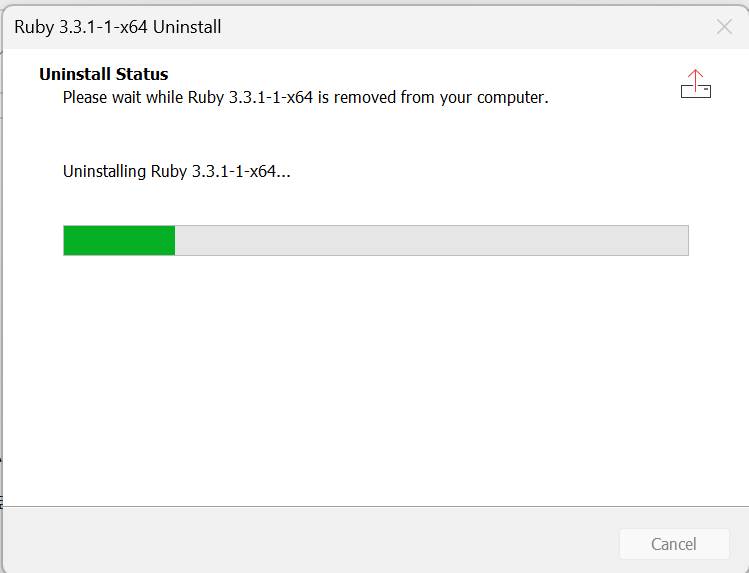 Ruby 3.3.1-1-x64 Uninstall
Uninstall Status
Please wait while Ruby 3.3.1-1-x64 is removed from your computer.
Uninstalling Ruby 3.3.1-1-x64...
Cancel